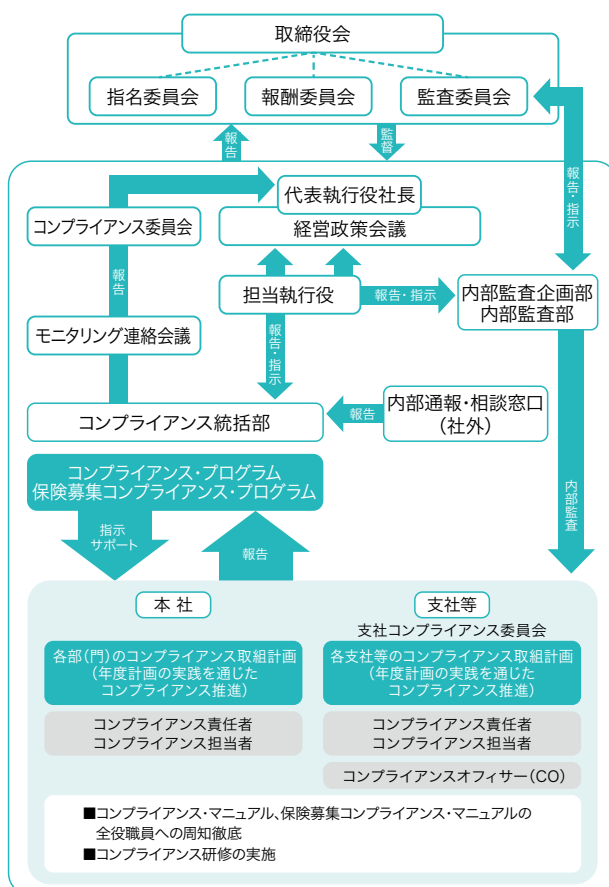 取締役会
指名委員会
報酬委員会
監査委員会
報告
監督
報告・指示
代表執行役社長
経営政策会議
コンプライアンス委員会
報告
モニタリング連絡会議
担当執行役
報告・指示
内部監査企画部
内部監査部
報告・指示
コンプライアンス統括部
報告
内部通報・相談窓口
(社外)
コンプライアンス・プログラム
保険募集コンプライアンス・プログラム
指示
サポート
報告
内部監査
本社
支社等
支社コンプライアンス委員会
各部(門)のコンプライアンス取組計画
(年度計画の実践を通じた
コンプライアンス推進)
各支社等のコンプライアンス取組計画
(年度計画の実践を通じた
コンプライアンス推進)
コンプライアンス責任者
コンプライアンス担当者
コンプライアンス責任者
コンプライアンス担当者
コンプライアンスオフィサー(CO)
■コンプライアンス・マニュアル、保険募集コンプライアンス・マニュアルの
全役職員への周知徹底
■コンプライアンス研修の実施